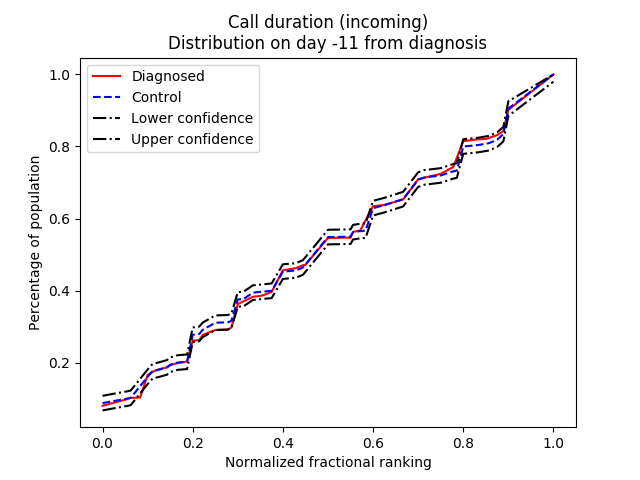 Call duration (incoming)
Distribution on day -11 from diagnosis
Diagnosed
Control
Lower confidence
Upper confidence
Percentage of population
1.0
0.8
0.6
0.4
0.2
0.0 0.2 0.4 0.6 0.8 1.0
Normalized fractional ranking